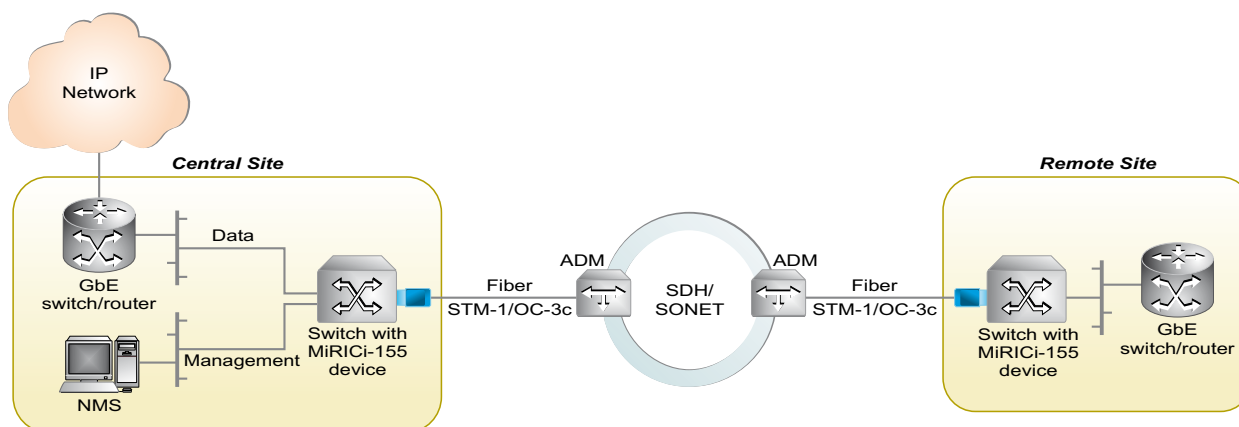 IP
Network
Central Site
Remote Site
Data
GbE
switch/router
Management
NMS
Switch with
MiRICi-155
device
Fiber
STM-1/OC-3c
ADM
SDH/
SONET
ADM
Fiber
STM-1/OC-3c
Switch with
MiRICi-155
device
GbE
switch/router